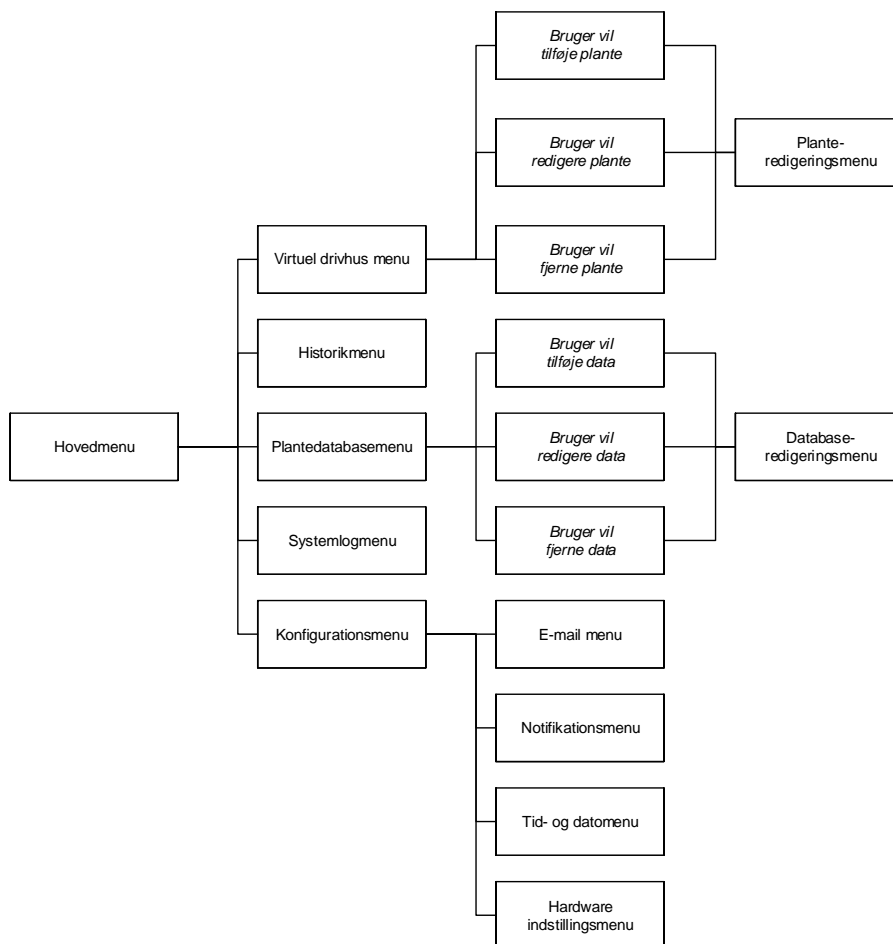 Bruger vil
tilføje plante
Bruger vil
redigere plante
Plante-
redigeringsmenu
Virtuel drivhus menu
Bruger vil
fjerne plante
Historikmenu
Bruger vil
tilføje data
Hovedmenu
Plantedatabasemenu
Bruger vil
redigere data
Database-
redigeringsmenu
Systemlogmenu
Bruger vil
fjerne data
Konfigurationsmenu
E-mail menu
Notifikationsmenu
Tid- og datomenu
Hardware
indstillingsmenu